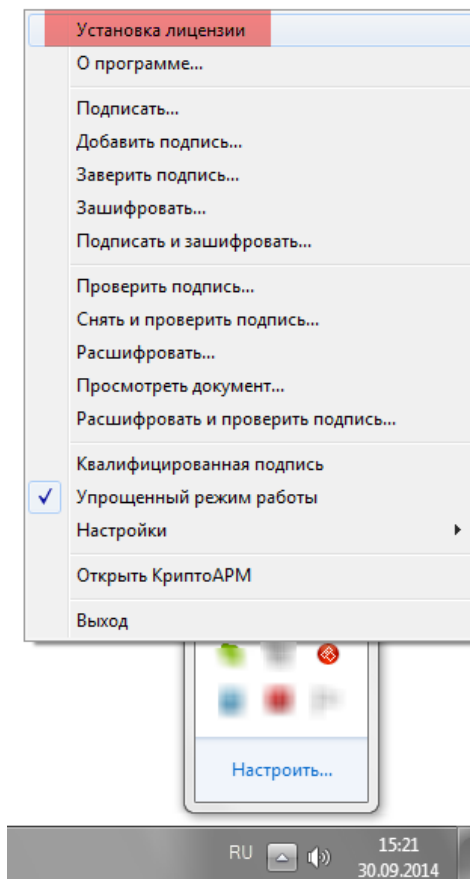 Установка лицензии
О программе...
Подписать...
Добавить подпись...
Заверить подпись...
Зашифровать...
Подписать и зашифровать...
Проверить подпись...
Снять и проверить подпись...
Расшифровать...
Просмотреть документ...
Расшифровать и проверить подпись...
Квалифицированная подпись
Упрощенный режим работы
Настройки
Открыть КриптоАРМ
Выход
Настроить...
RU
15:21
30.09.2014